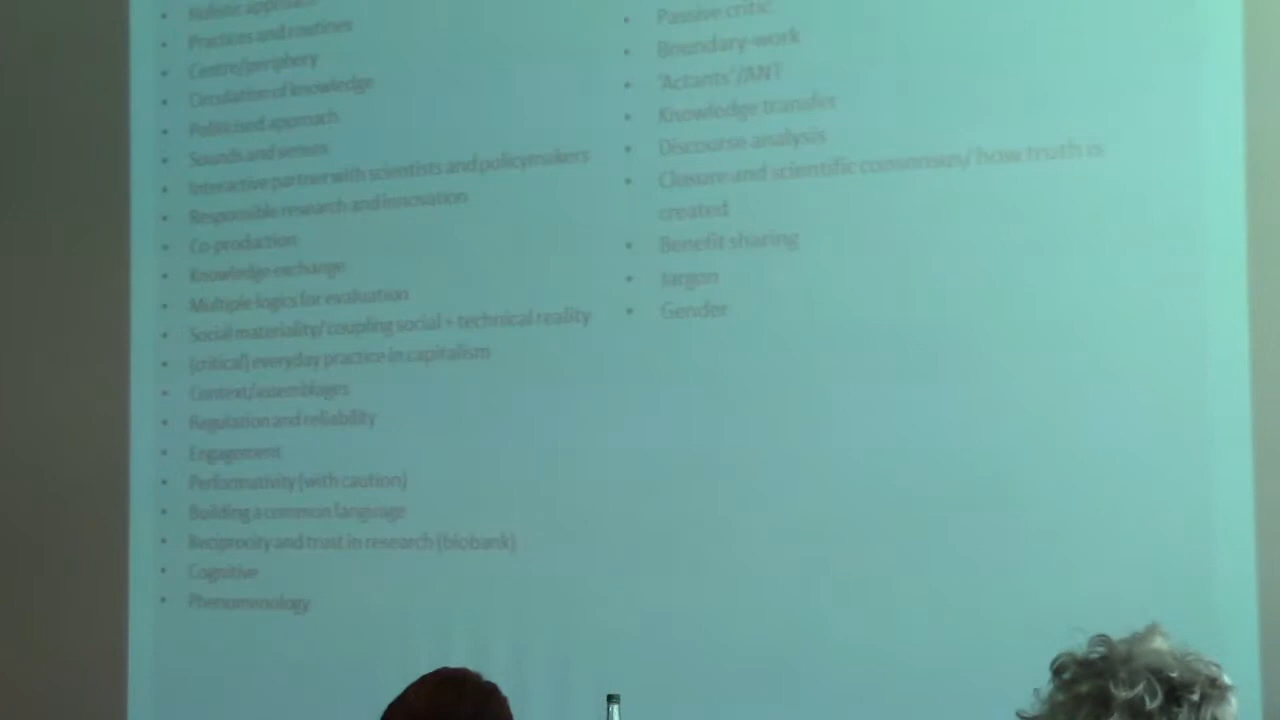 Holistic approach
Practices and routines
Centre/periphery
Circulation of knowledge
Politicised approach
Sounds and senses
Interactive partner with scientists and policymakers
Responsible research and innovation
Co-production
Knowledge exchange
Multiple logics for evaluation
Social materiality/ coupling social + technical reality
(critical) everyday practice in capitalism
Context/assemblages
Regulation and reliability
Engagement
Performativity (with caution)
Building a common language
Reciprocity and trust in research (biobank)
Cognitive
Phenomenology
Passive critic!
Boundary-work
'Actants'/ANT
Knowledge transfer
Discourse analysis
Closure and scientific consensus/ how truth is
created
Benefit sharing
Jargon
Gender